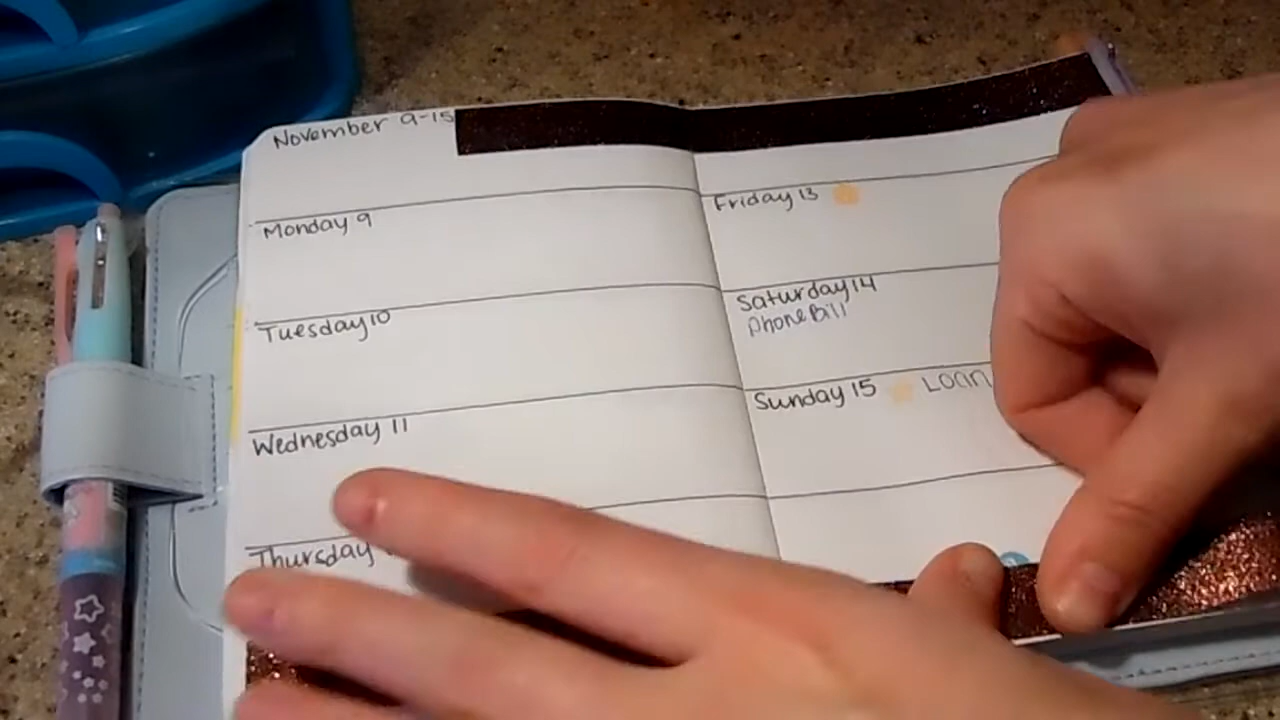 November 9-15
Monday 9
Tuesday 10
Wednesday 11
Thursday
Friday 13
Saturday 14
Phone Bill
Sunday 15 Loan